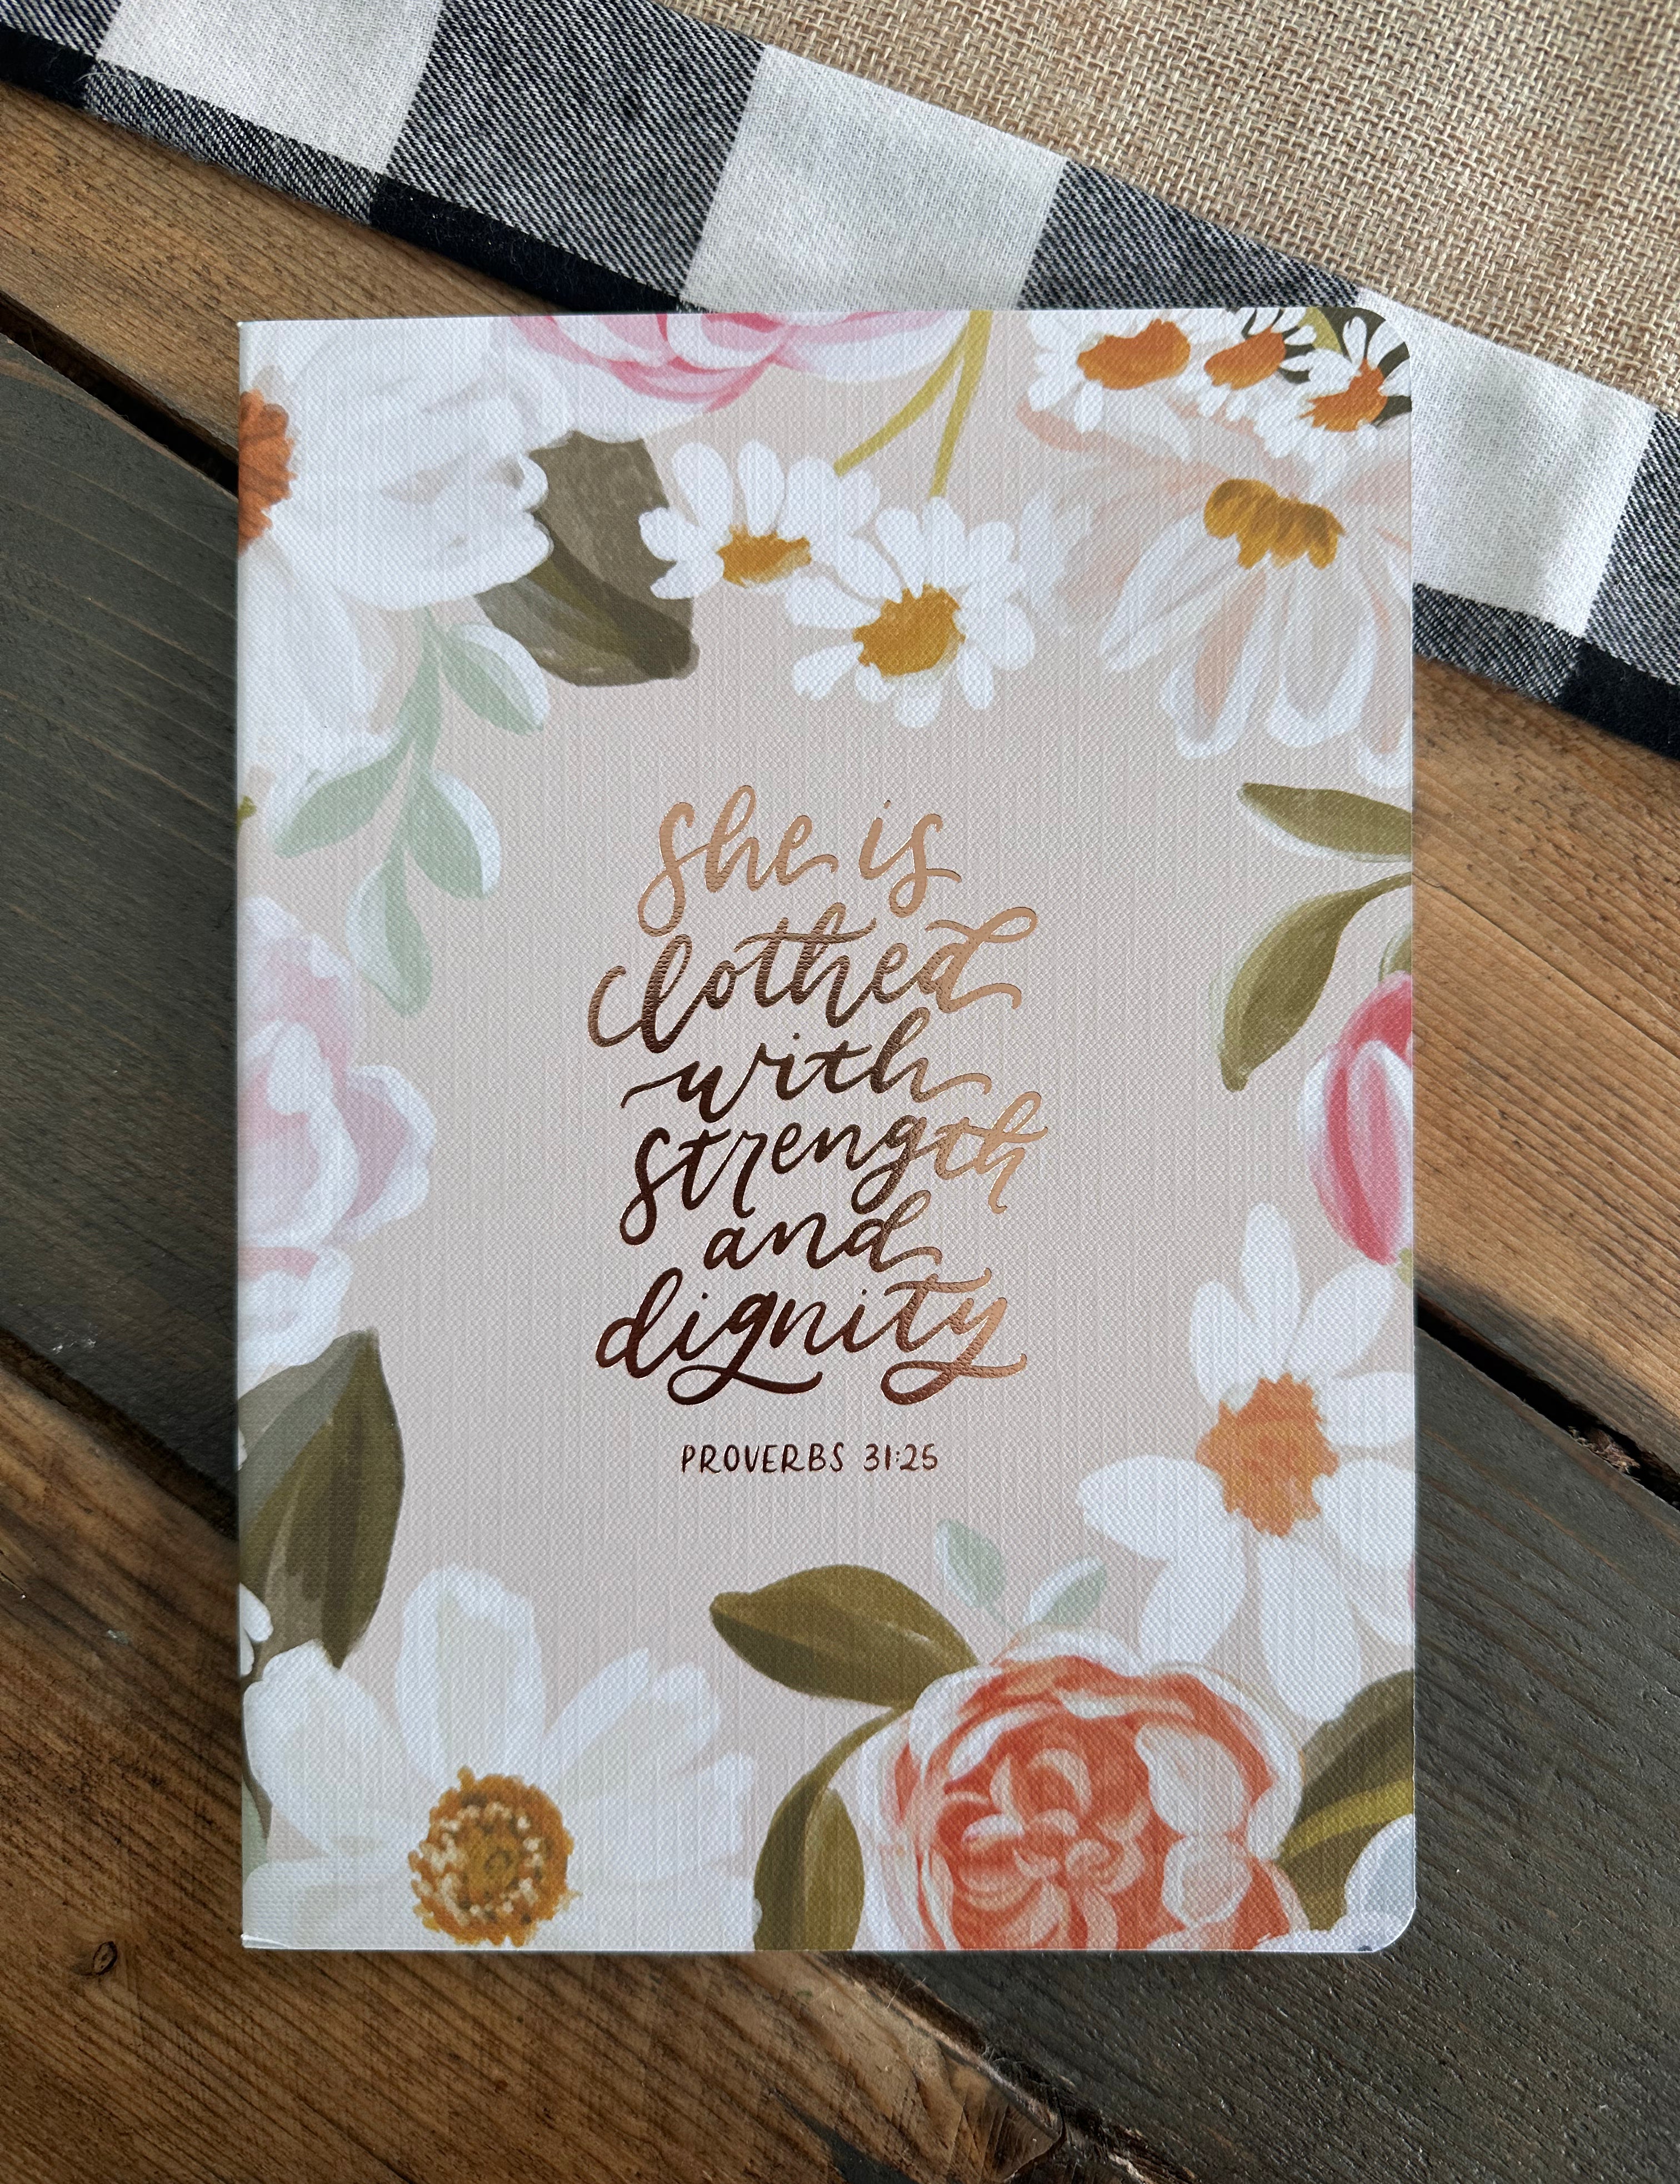 She is
clothed
with
strength
and
dignity
PROVERBS 31:25